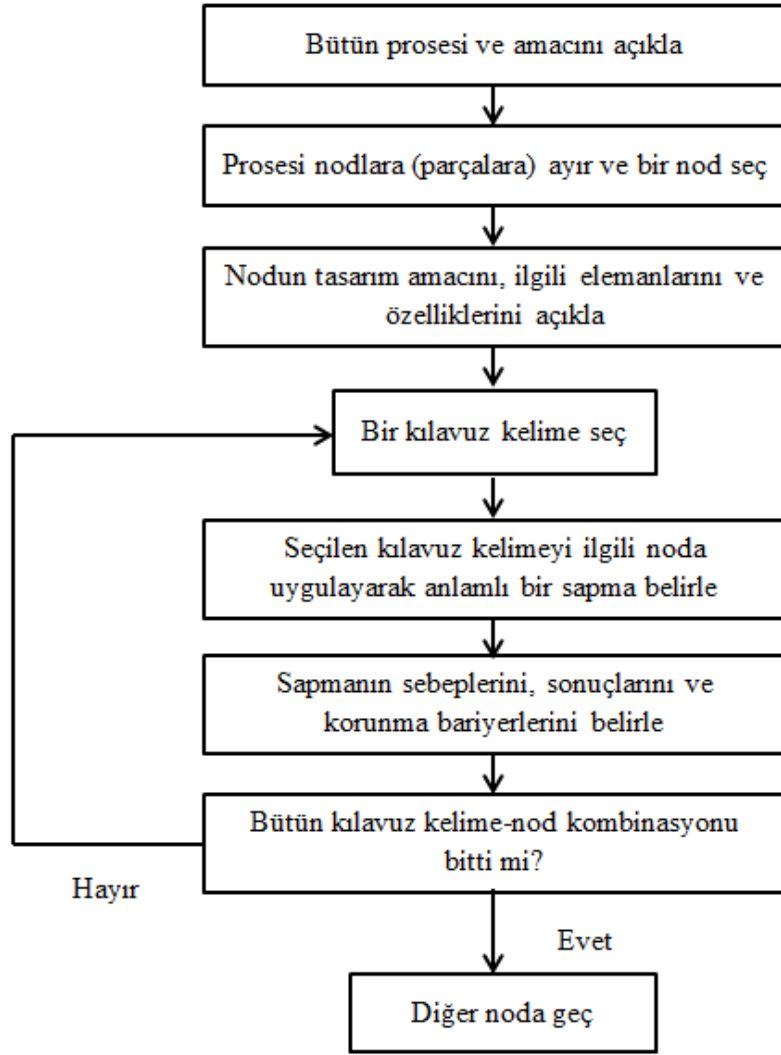 Bütün prosesi ve amacını açıkla
Prosesi nodlara (parçalara) ayır ve bir nod seç
Nodun tasarım amacını, ilgili elemanlarını ve
özelliklerini açıkla
Bir kılavuz kelime seç
Seçilen kılavuz kelimeyi ilgili noda
uygulayarak anlamlı bir sapma belirle
Sapmanın sebeplerini, sonuçlarını ve
korunma bariyerlerini belirle
Bütün kılavuz kelime-nod kombinasyonu
bitti mi?
Hayır
Evet
Diğer noda geç